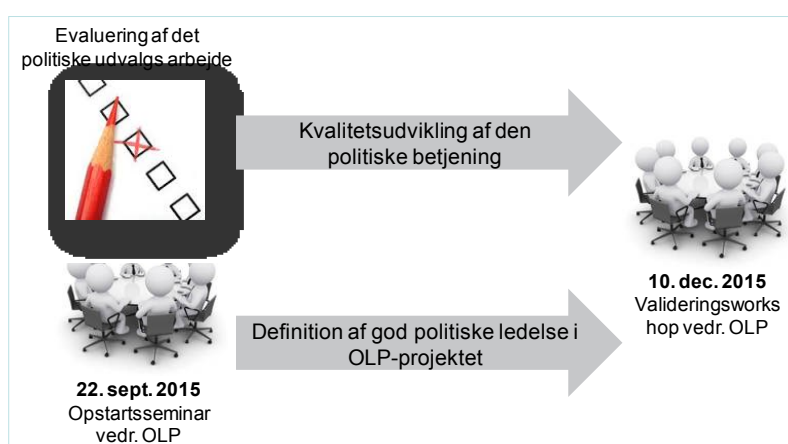 Evaluering af det
politiske udvalgs arbejde
Kvalitetsudvikling af den
politiske betjening
10. dec. 2015
Valideringsworks
hop vedr. OLP
Definition af god politiske ledelse i
OLP-projektet
22. sept. 2015
Opstartsseminar
vedr. OLP